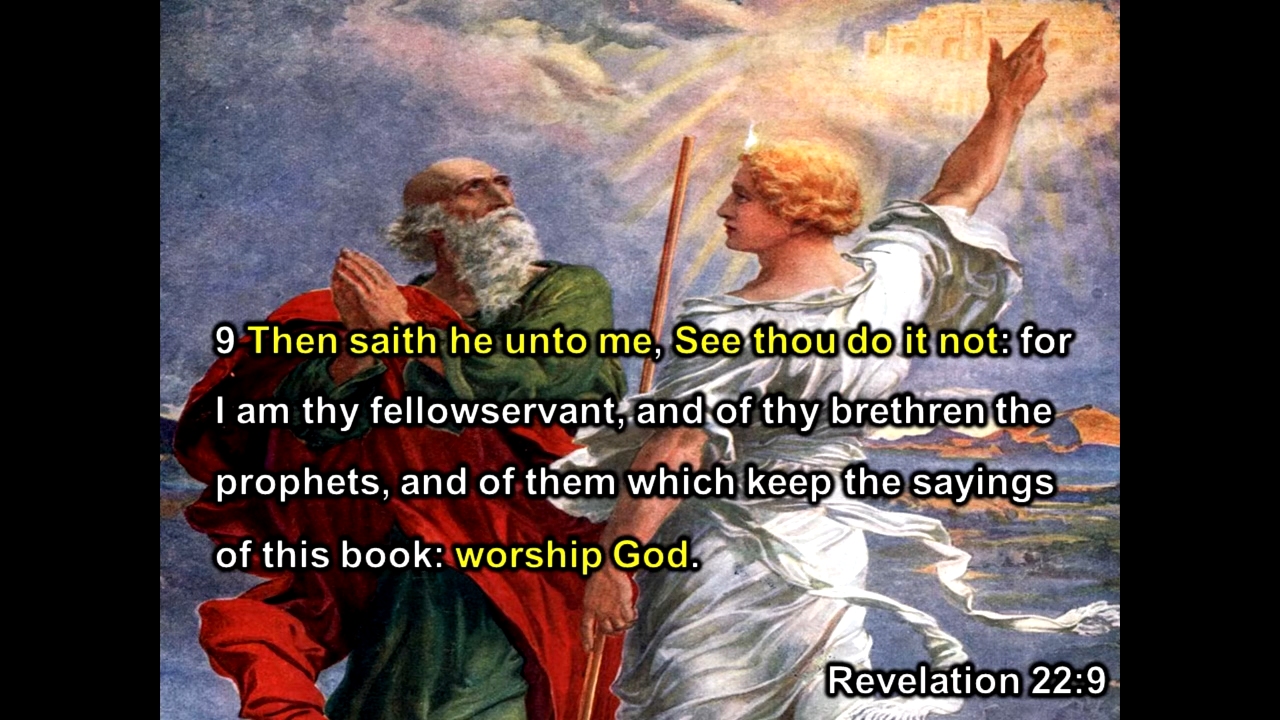 9 Then saith he unto me, See thou do it not: for
I am thy fellowservant, and of thy brethren the
prophets, and of them which keep the sayings
of this book: worship God.
Revelation 22:9